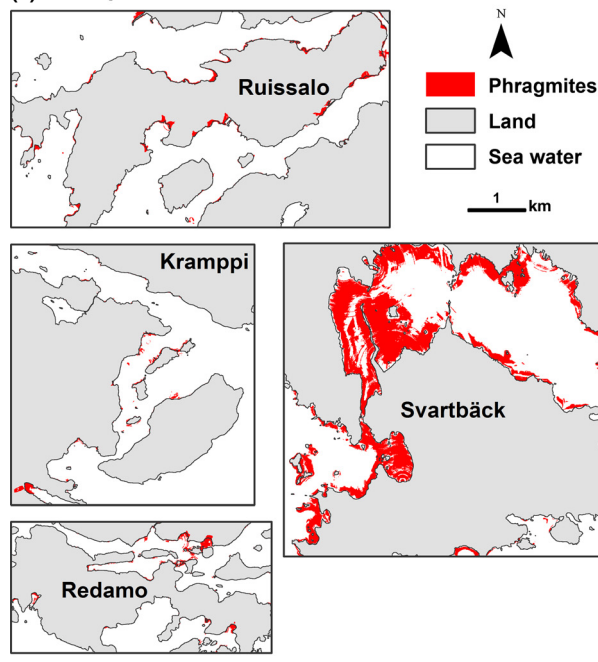 N
Ruissalo
Phragmites
Land
Sea water
1
km
Kramppi
Svartbäck
Redamo